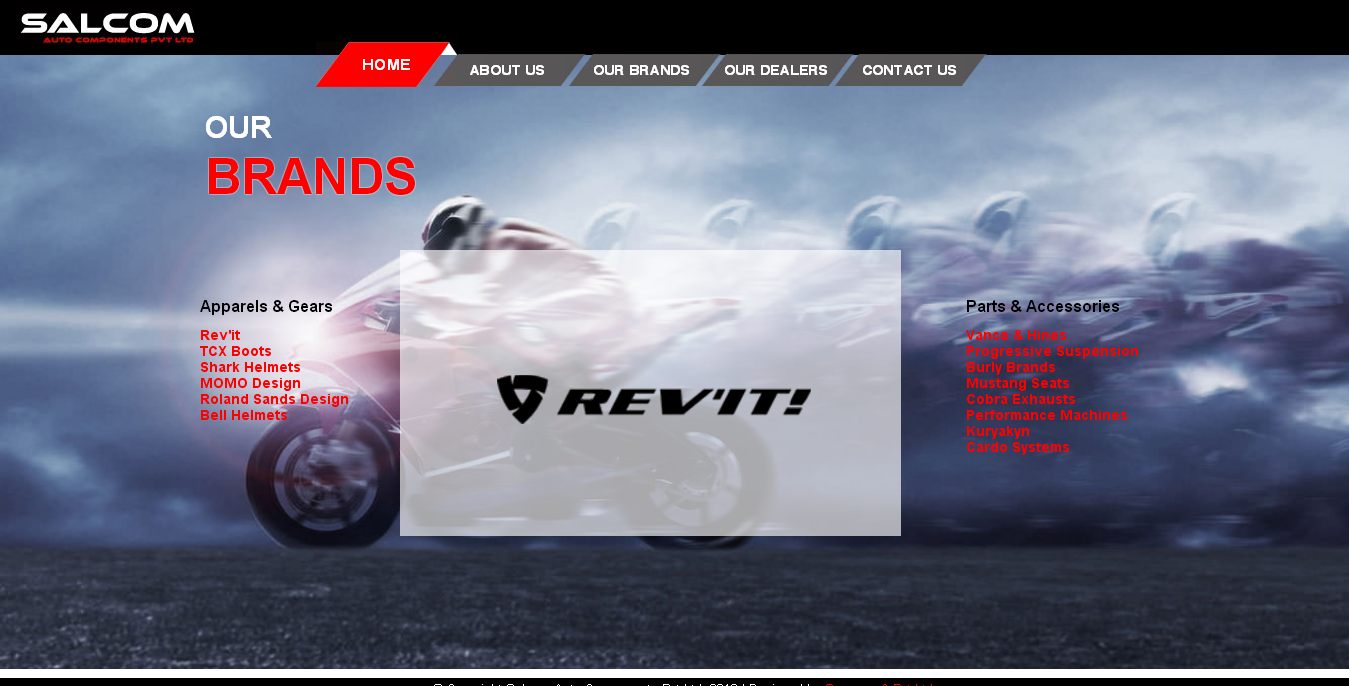 SALCOM
AUTO COMPONENTS PVT LTD
HOME
ABOUT US
OUR BRANDS
OUR DEALERS
CONTACT US
OUR
BRANDS
Apparels & Gears
Rev'it
TCX Boots
Shark Helmets
MOMO Design
Roland Sands Design
Bell Helmets
REV'IT!
Parts & Accessories
Vance & Hines
Progressive Suspension
Burly Brands
Mustang Seats
Cobra Exhausts
Performance Machines
Kuryakyn
Cardo Systems